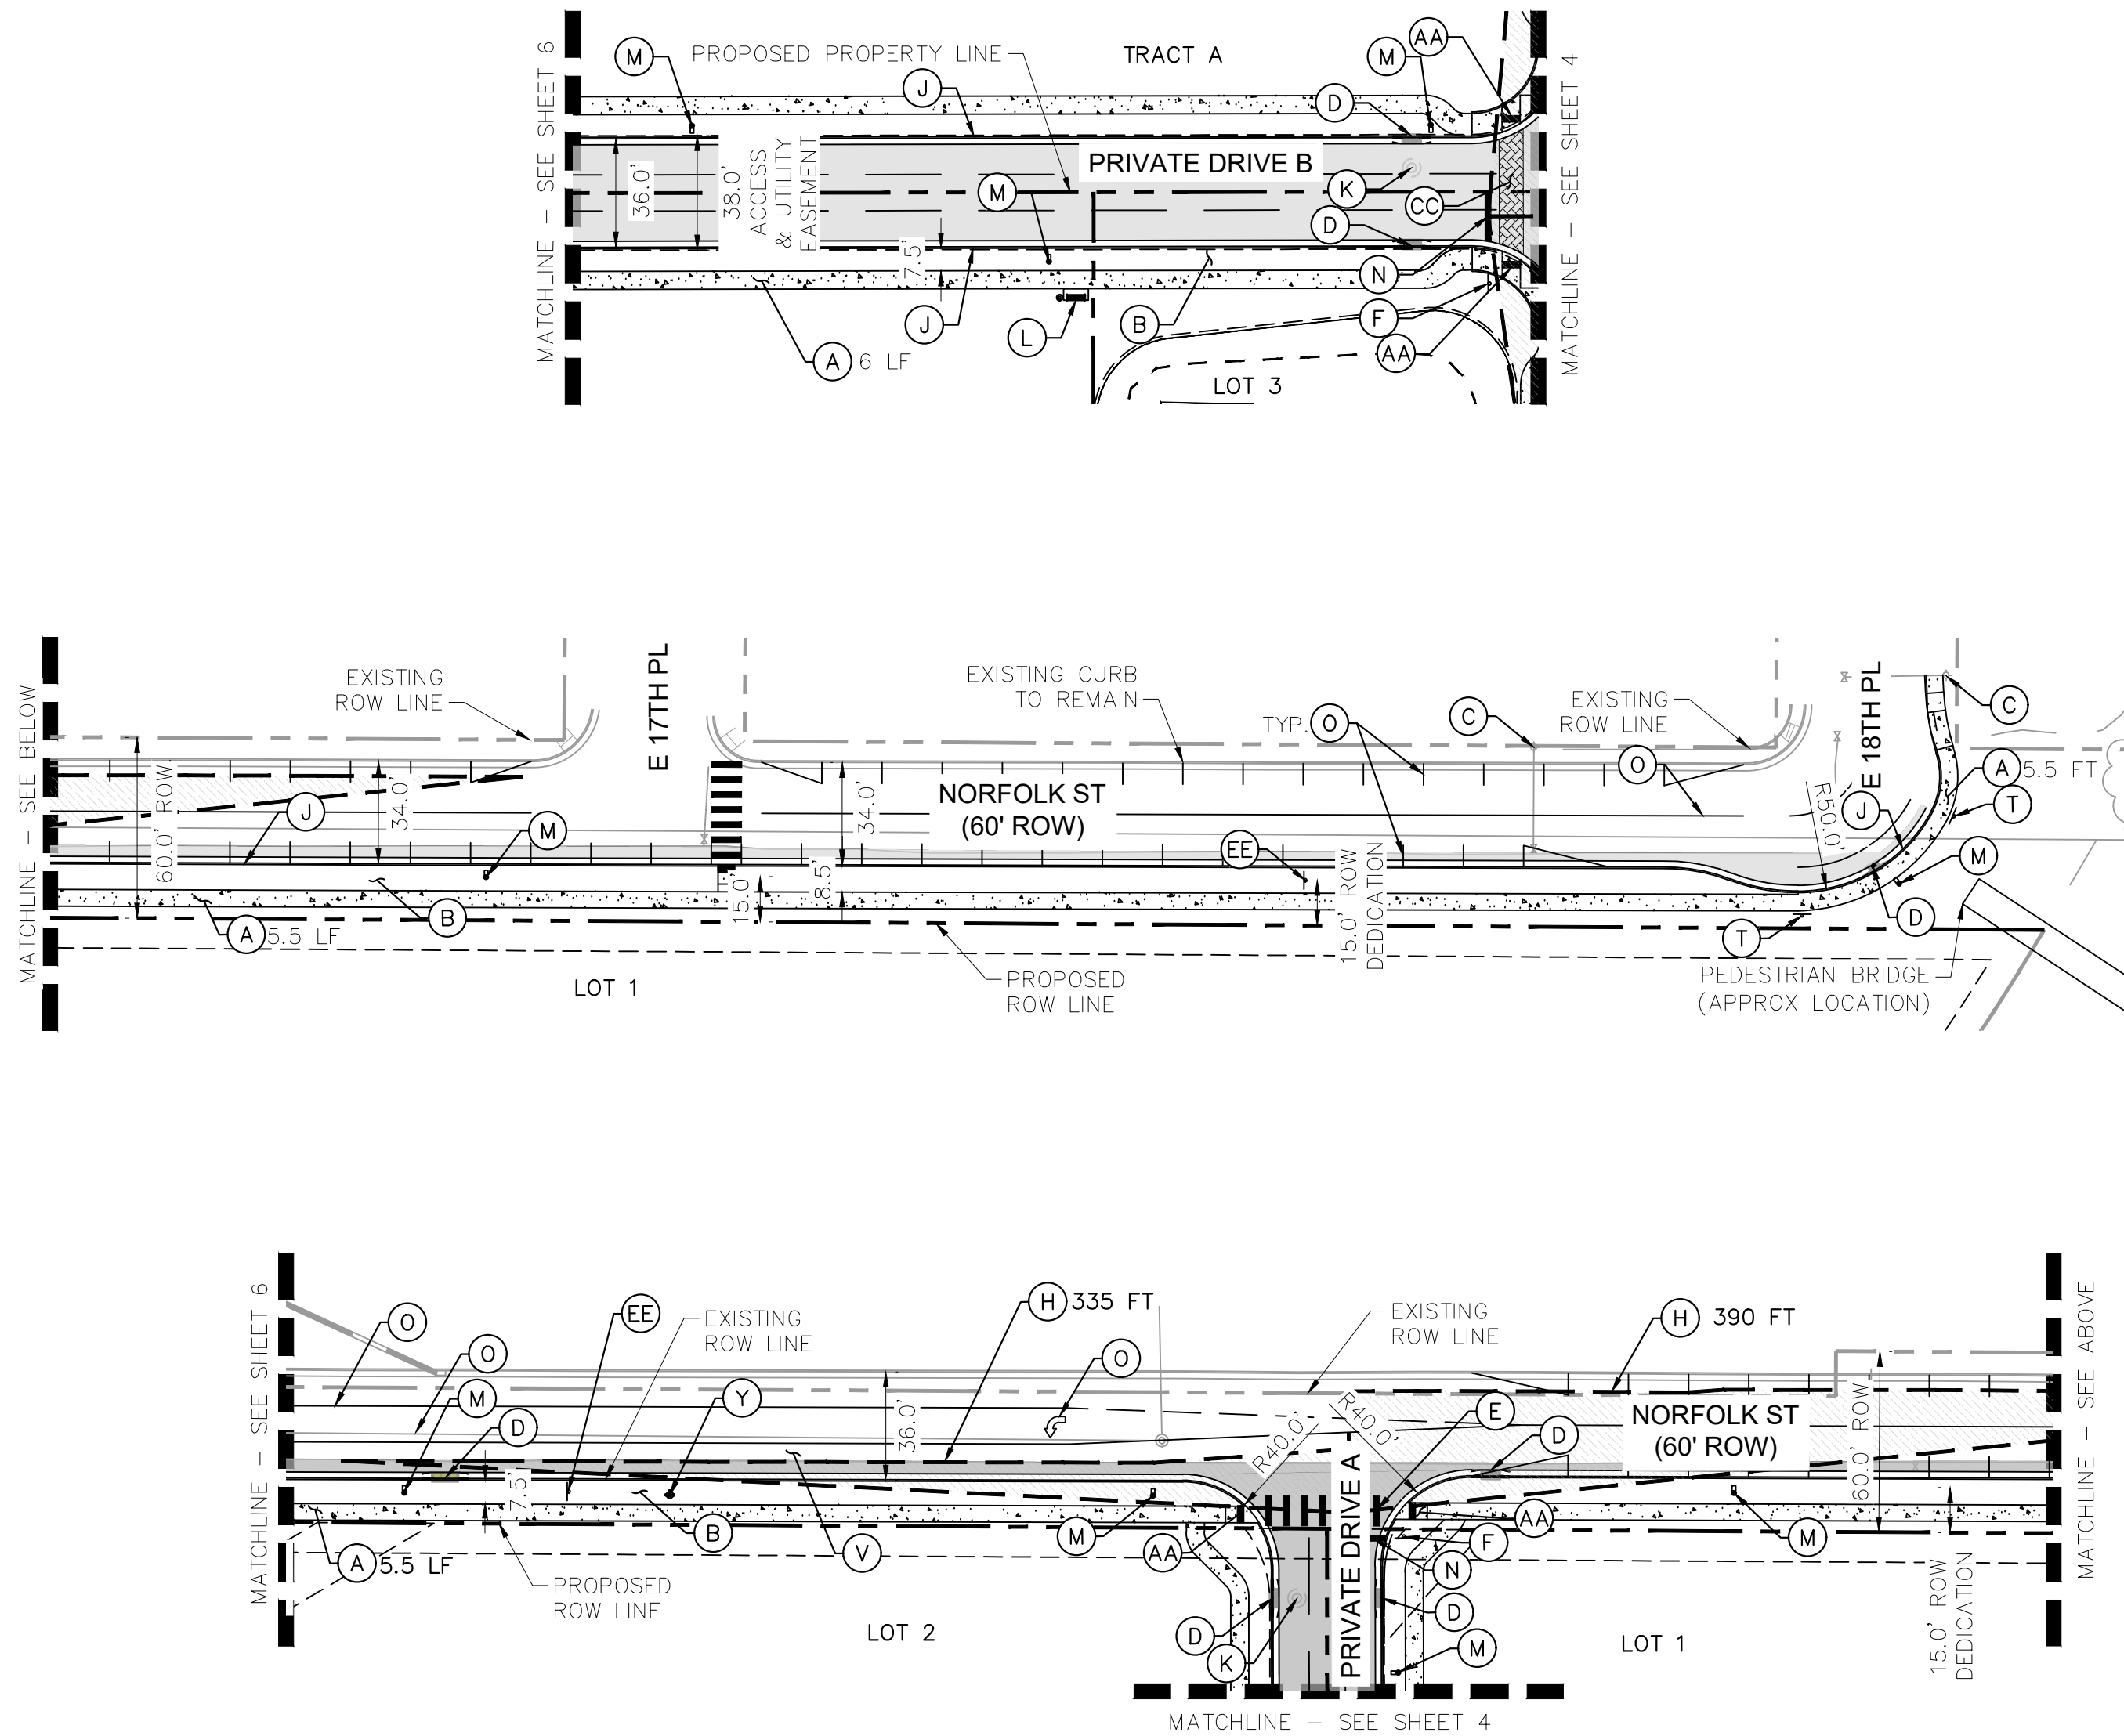 MATCHLINE – SEE SHEET 6
M
PROPOSED PROPERTY LINE
TRACT A
M
AA
J
D
MATCHLINE – SEE SHEET 4
36.0'
38.0'
ACCESS
& UTILITY
EASEMENT
PRIVATE DRIVE B
M
K
CC
D
7.5'
N
J
L
B
F
AA
A 6 LF
LOT 3
MATCHLINE – SEE BELOW
EXISTING
ROW LINE
E 17TH PL
EXISTING CURB
TO REMAIN
TYP. O
C
EXISTING
ROW LINE
E 18TH PL
C
60.0' ROW
J
34.0'
M
34.0'
NORFOLK ST
(60' ROW)
O
R50.0'
J
A 5.5 FT
T
EE
M
15.0'
8.5'
15.0' ROW
DEDICATION
A 5.5 LF
B
T
D
LOT 1
PROPOSED
ROW LINE
PEDESTRIAN BRIDGE
(APPROX LOCATION)
MATCHLINE – SEE SHEET 6
O
EE
EXISTING
ROW LINE
H 335 FT
EXISTING
ROW LINE
H 390 FT
MATCHLINE – SEE ABOVE
O
O
M
Y
D
36.0'
R40.0'
R40.0'
E
D
NORFOLK ST
(60' ROW)
60.0' ROW
7.5'
A 5.5 LF
B
V
M
AA
AA
F
N
M
PROPOSED
ROW LINE
PRIVATE DRIVE A
15.0' ROW
DEDICATION
LOT 2
D
D
K
M
LOT 1
MATCHLINE – SEE SHEET 4